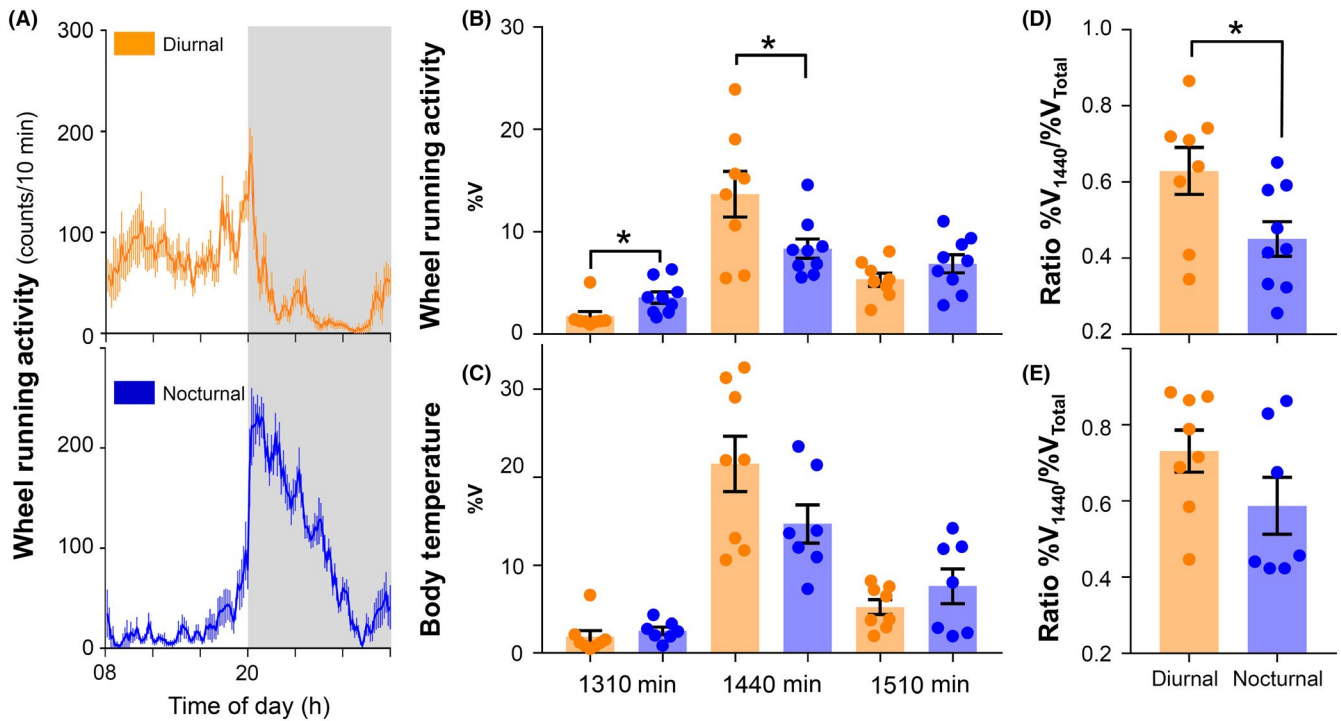 (A)
300
200
100
0
Diurnal
Wheel running activity (counts/10 min)
200
100
0
Nocturnal
08
20
Time of day (h)
(B)
Wheel running activity
%V
30
20
10
0
*
*
(C)
Body temperature
%V
30
20
10
0
1310 min
1440 min
1510 min
(D)
Ratio %V1440/%VTotal
1.0
0.8
0.6
0.4
0.2
*
(E)
Ratio %V1440/%VTotal
0.8
0.6
0.4
0.2
Diurnal
Nocturnal